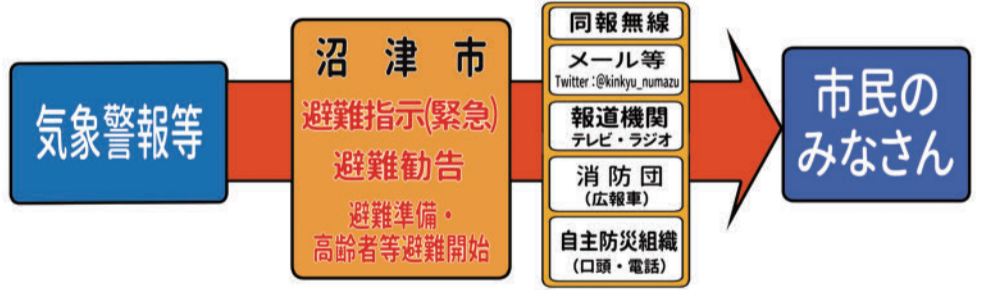 気象警報等
沼津市
避難指示(緊急)
避難勧告
避難準備・
高齢者等避難開始
同報無線
メール等
Twitter:@kinkyu_numazu
報道機関
テレビ・ラジオ
消防団
(広報車)
自主防災組織
(口頭・電話)
市民の
みなさん